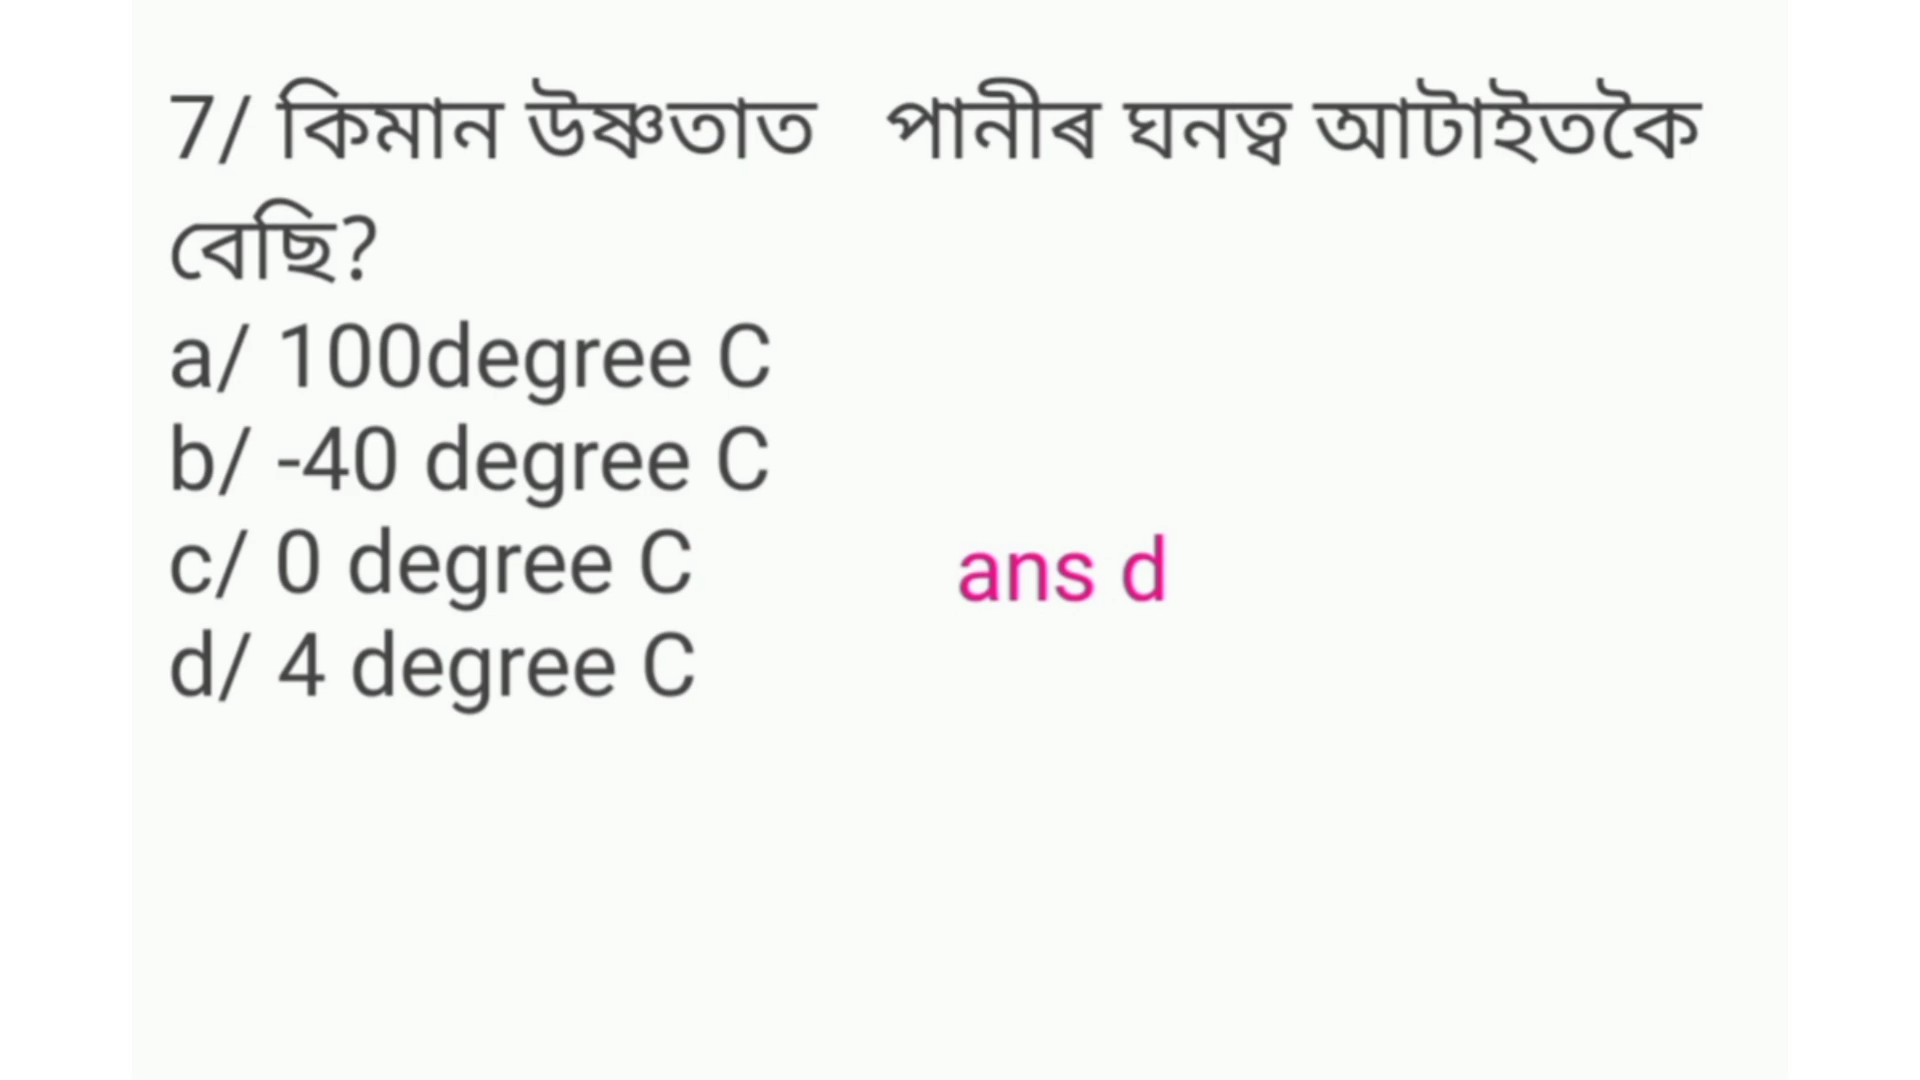 7/ কিমান উষ্ণতাত পানীৰ ঘনত্ব আটাইতকৈ
বেছি?
a/ 100degree C
b/ -40 degree C
c/ 0 degree C
ans d
d/ 4 degree C